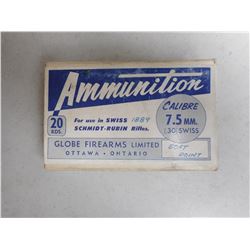 Ammunition
20
RDS.
For use in SWISS 1889
SCHMIDT-RUBIN Rifles.
CALIBRE
7.5 MM.
.30 SWISS
GLOBE FIREARMS LIMITED
OTTAWA - ONTARIO
SOFT
POINT